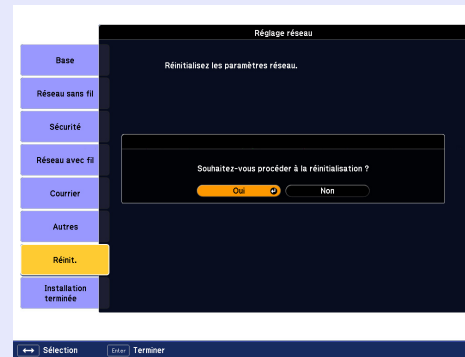 Réglage réseau
Base
Réseau sans fil
Sécurité
Réseau avec fil
Courrier
Autres
Réinit.
Installation
terminée
Réinitialisez les paramètres réseau.
Souhaitez-vous procéder à la réinitialisation ?
Oui Non
Sélection Enter Terminer